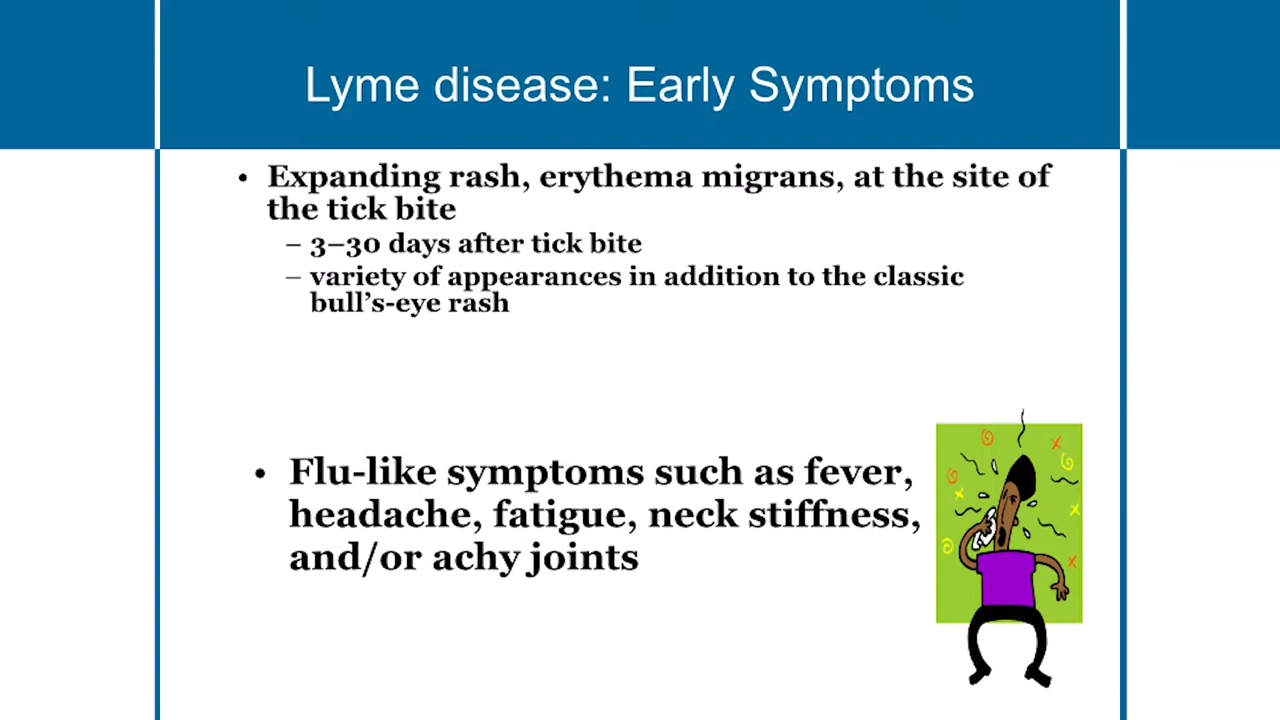 Lyme disease: Early Symptoms
• Expanding rash, erythema migrans, at the site of
the tick bite
– 3–30 days after tick bite
– variety of appearances in addition to the classic
bull’s-eye rash
• Flu-like symptoms such as fever,
headache, fatigue, neck stiffness,
and/or achy joints